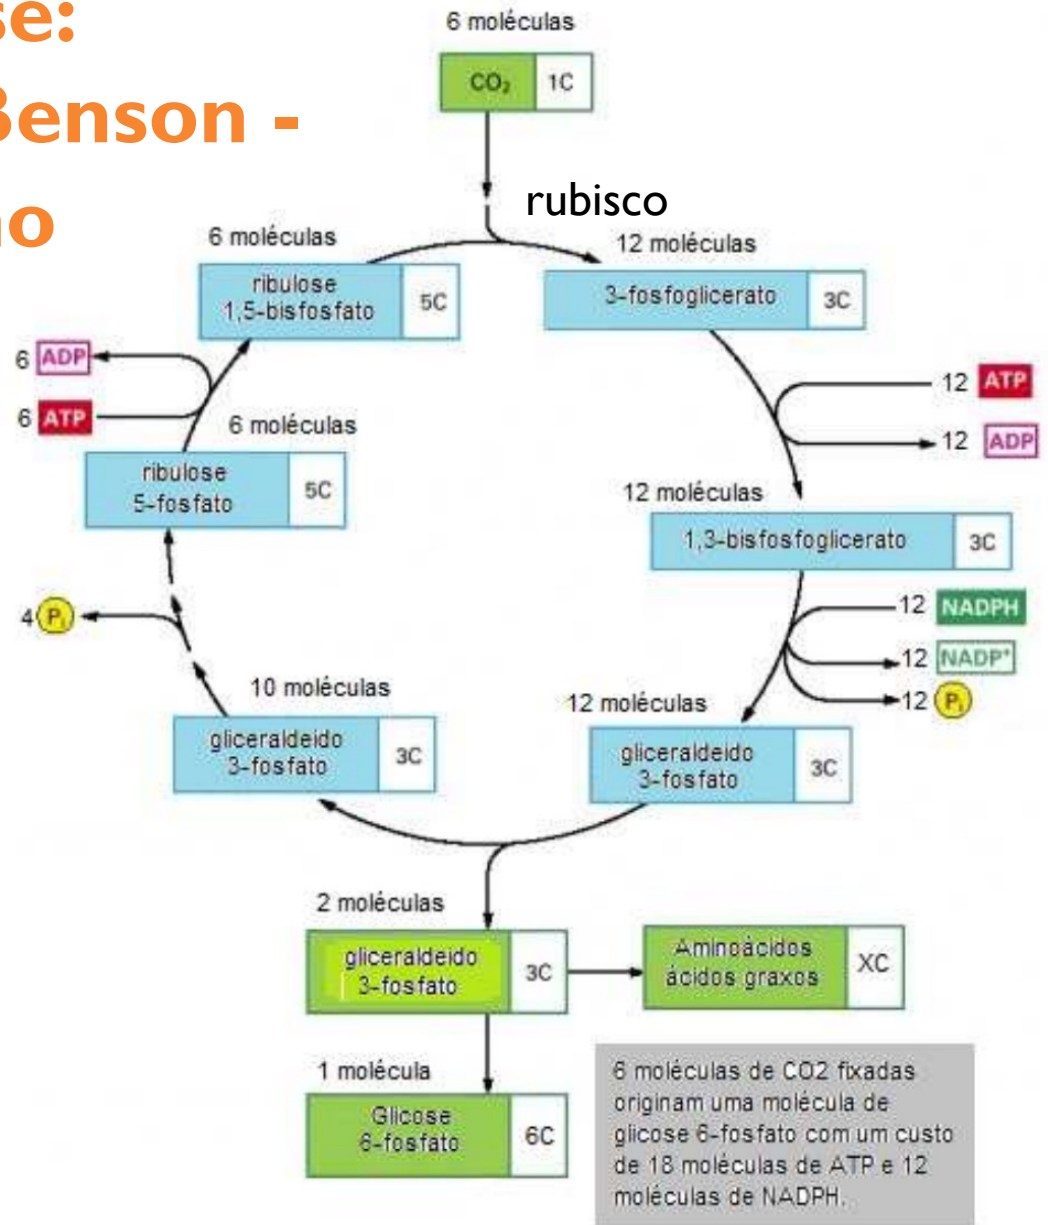 se:
Benson -
no
6 moléculas
CO₂ 1C
rubisco
6 moléculas
ribulose
1,5-bisfosfato
5C
12 moléculas
3-fosfoglicerato 3C
6 ADP
6 ATP
12 ATP
12 ADP
6 moléculas
ribulose
5-fosfato
5C
12 moléculas
1,3-bisfosfoglicerato 3C
4 Pi
12 NADPH
12 NADP⁺
12 Pi
10 moléculas
gliceraldeido
3-fosfato
3C
12 moléculas
gliceraldeido
3-fosfato
3C
2 moléculas
gliceraldeido
3-fosfato
3C
Aminoácidos
ácidos graxos
XC
1 molécula
Glicose
6-fosfato
6C
6 moléculas de CO2 fixadas
originam uma molécula de
glicose 6-fosfato com um custo
de 18 moléculas de ATP e 12
moléculas de NADPH.